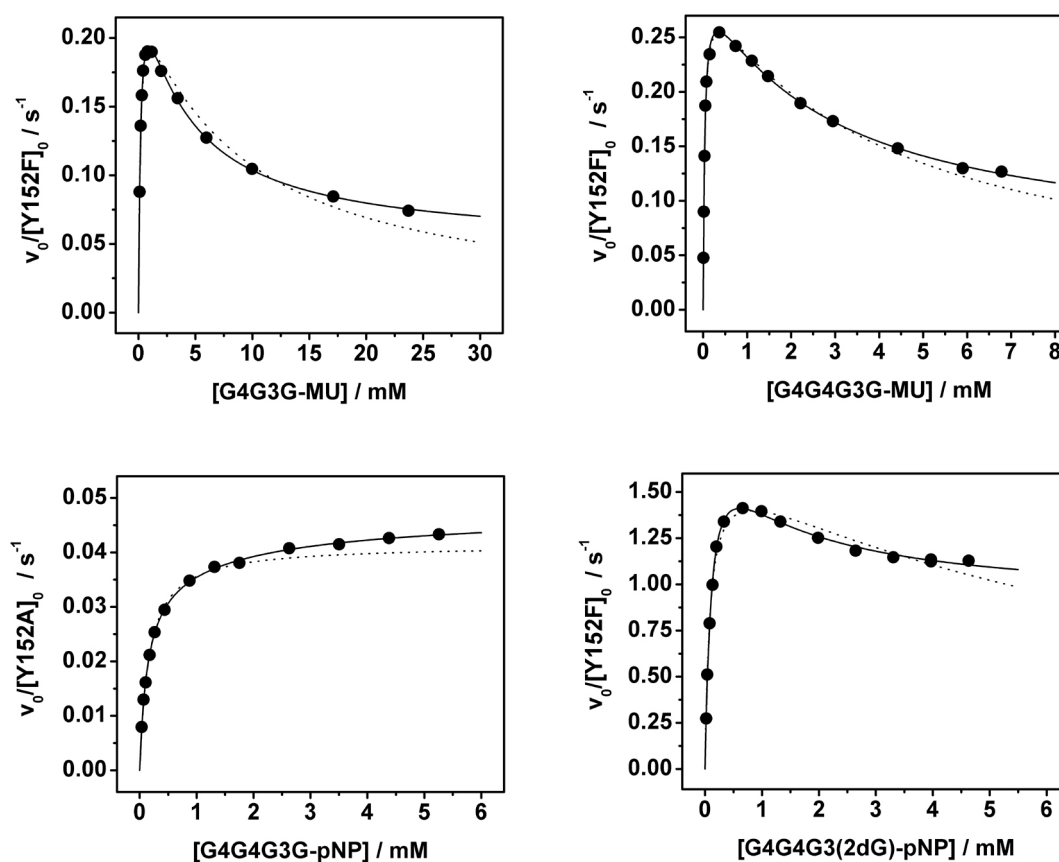 v₀/[Y152F]₀ / s⁻¹
0.20
0.15
0.10
0.05
0.00
0 5 10 15 20 25 30
[G4G3G-MU] / mM
v₀/[Y152F]₀ / s⁻¹
0.25
0.20
0.15
0.10
0.05
0.00
0 1 2 3 4 5 6 7 8
[G4G4G3G-MU] / mM
v₀/[Y152A]₀ / s⁻¹
0.05
0.04
0.03
0.02
0.01
0.00
0 1 2 3 4 5 6
[G4G4G3G-pNP] / mM
v₀/[Y152F]₀ / s⁻¹
1.50
1.25
1.00
0.75
0.50
0.25
0.00
0 1 2 3 4 5 6
[G4G4G3(2dG)-pNP] / mM